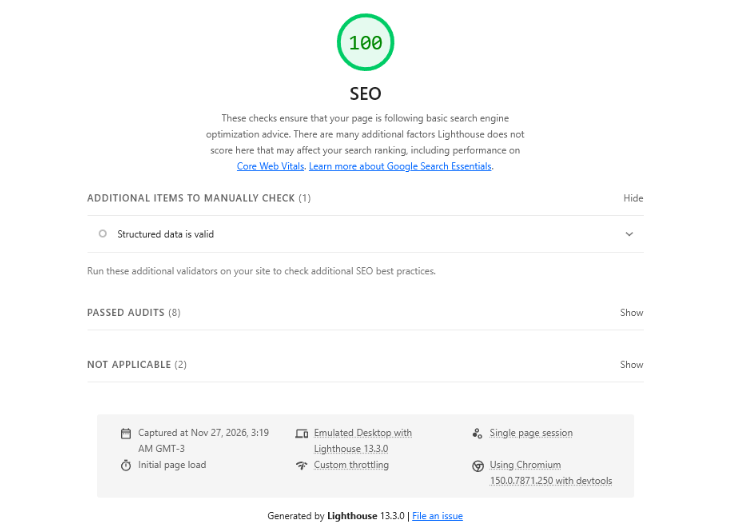 100
SEO
These checks ensure that your page is following basic search engine
optimization advice. There are many additional factors Lighthouse does not
score here that may affect your search ranking, including performance on
Core Web Vitals. Learn more about Google Search Essentials.
ADDITIONAL ITEMS TO MANUALLY CHECK (1) Hide
Structured data is valid
Run these additional validators on your site to check additional SEO best practices.
PASSED AUDITS (8) Show
NOT APPLICABLE (2) Show
Captured at Nov 27, 2026, 3:19
AM GMT-3
Emulated Desktop with
Lighthouse 13.3.0
Single page session
Initial page load
Custom throttling
Using Chromium
150.0.7871.250 with devtools
Generated by Lighthouse 13.3.0 | File an issue